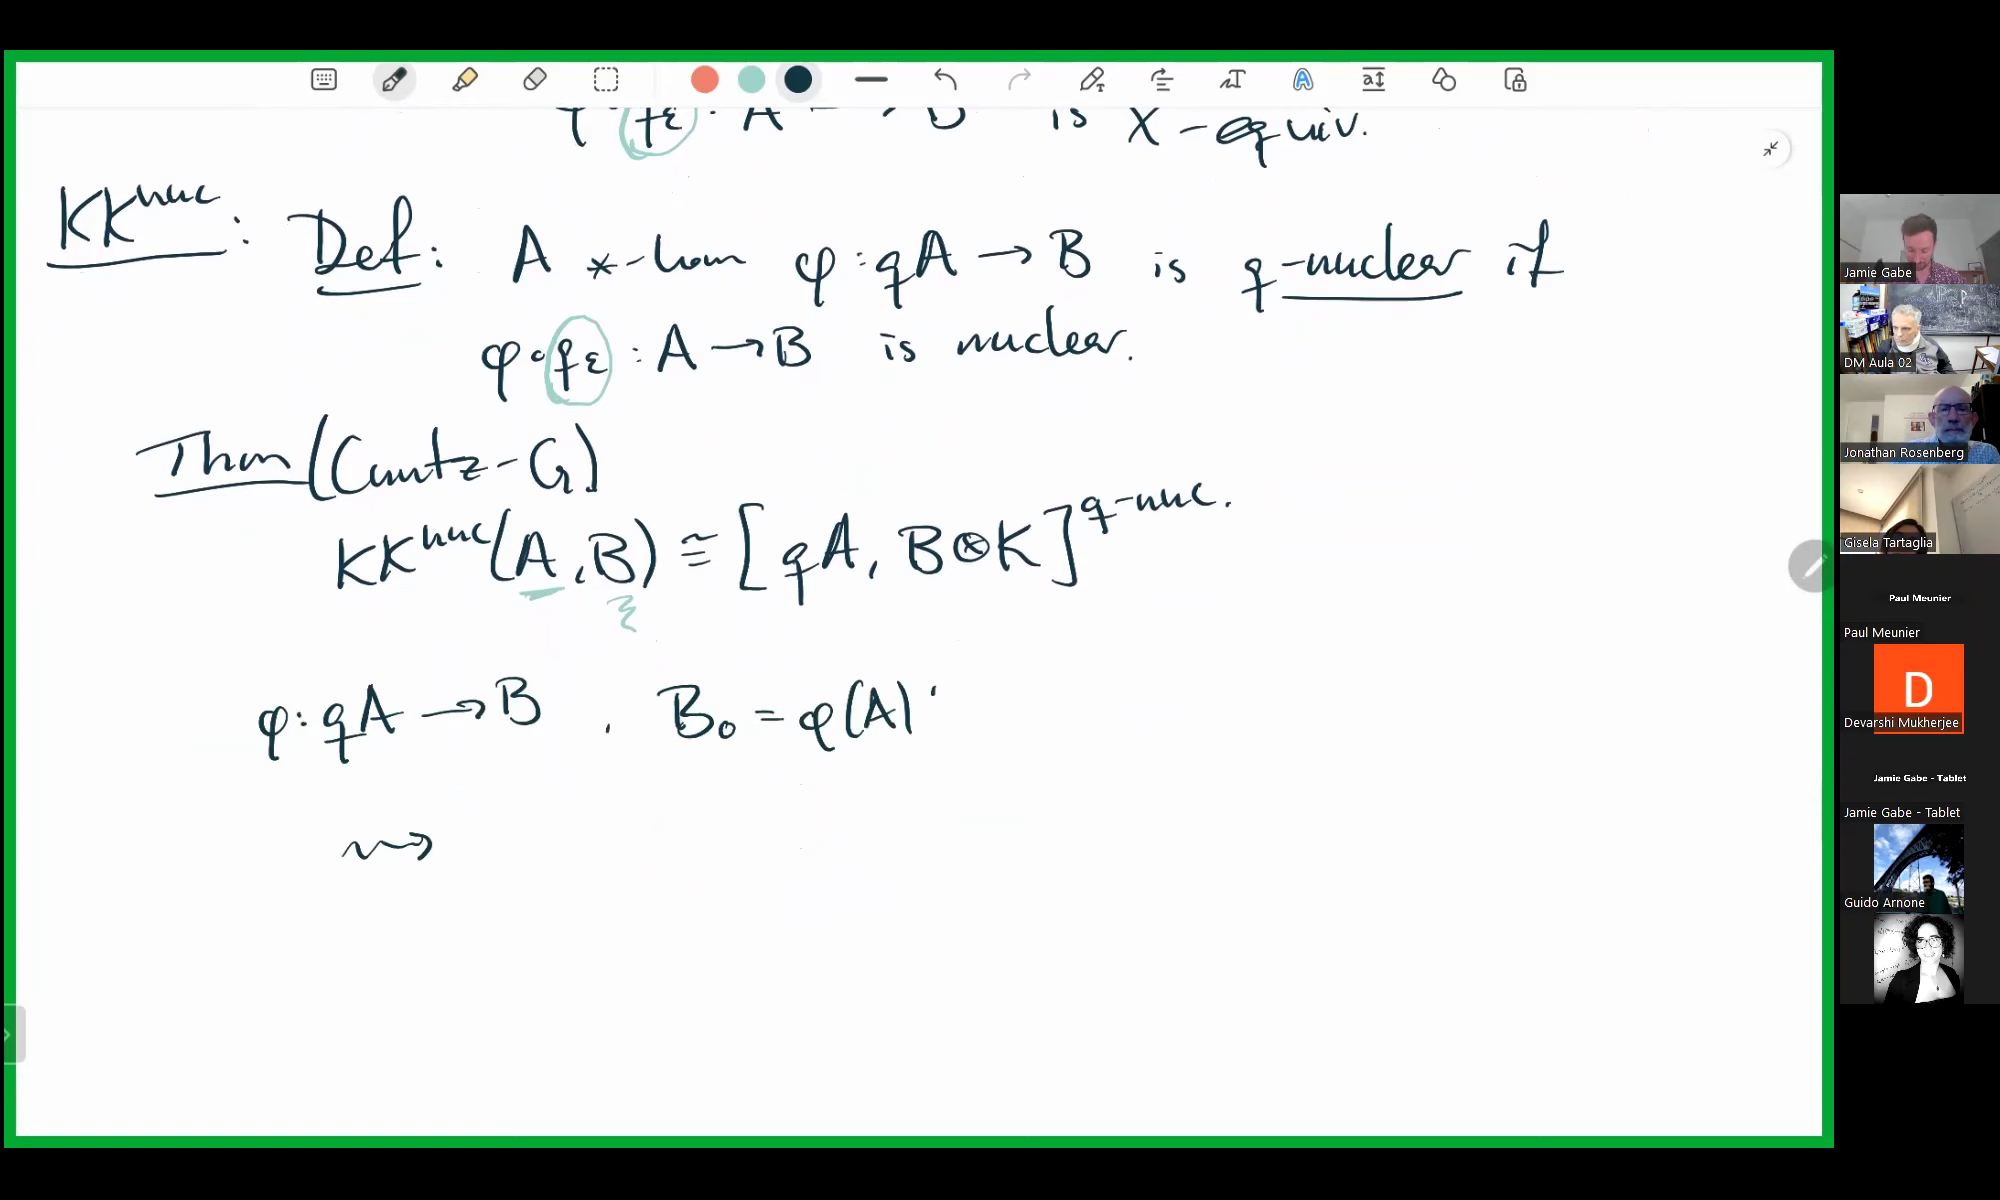 φ∘qε : A → B is X-equiv.
KK^nuc : Def: A *-hom φ : qA → B is q-nuclear if
φ∘qε : A → B is nuclear.
Thm (Cuntz-G)
KK^nuc(A, B) ≅ [qA, B⊗K]^q-nuc.
φ : qA → B , B₀ = φ(A)
⇝
Jamie Gabe
DM Aula 02
Jonathan Rosenberg
Gisela Tartaglia
Paul Meunier
Paul Meunier
D
Devarshi Mukherjee
Jamie Gabe - Tablet
Jamie Gabe - Tablet
Guido Arnone